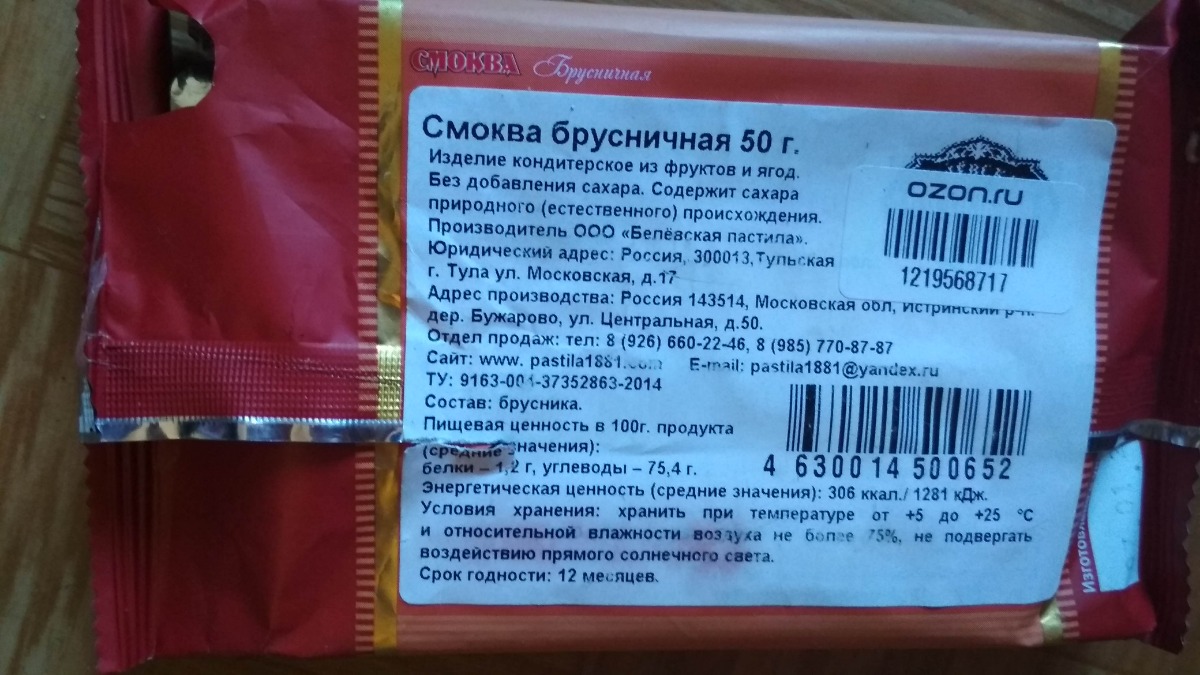 СМОКВА Брусничная
Смоква брусничная 50 г.
Изделие кондитерское из фруктов и ягод.
Без добавления сахара. Содержит сахара
природного (естественного) происхождения.
Производитель ООО «Белёвская пастила».
Юридический адрес: Россия, 300013,Тульская
г. Тула ул. Московская, д.17
Адрес производства: Россия 143514, Московская обл, Истринский р-н.
дер. Бужарово, ул. Центральная, д.50.
Отдел продаж: тел: 8 (926) 660-22-46, 8 (985) 770-87-87
Сайт: www. pastila1881.com E-mail: pastila1881@yandex.ru
ТУ: 9163-001-37352863-2014
Состав: брусника.
Пищевая ценность в 100г. продукта
(средние значения):
белки – 1,2 г, углеводы – 75,4 г.
Энергетическая ценность (средние значения): 306 ккал./ 1281 кДж.
Условия хранения: хранить при температуре от +5 до +25 °C
и относительной влажности воздуха не более 75%, не подвергать
воздействию прямого солнечного света.
Срок годности: 12 месяцев.
ozon.ru
1219568717
4 630014 500652